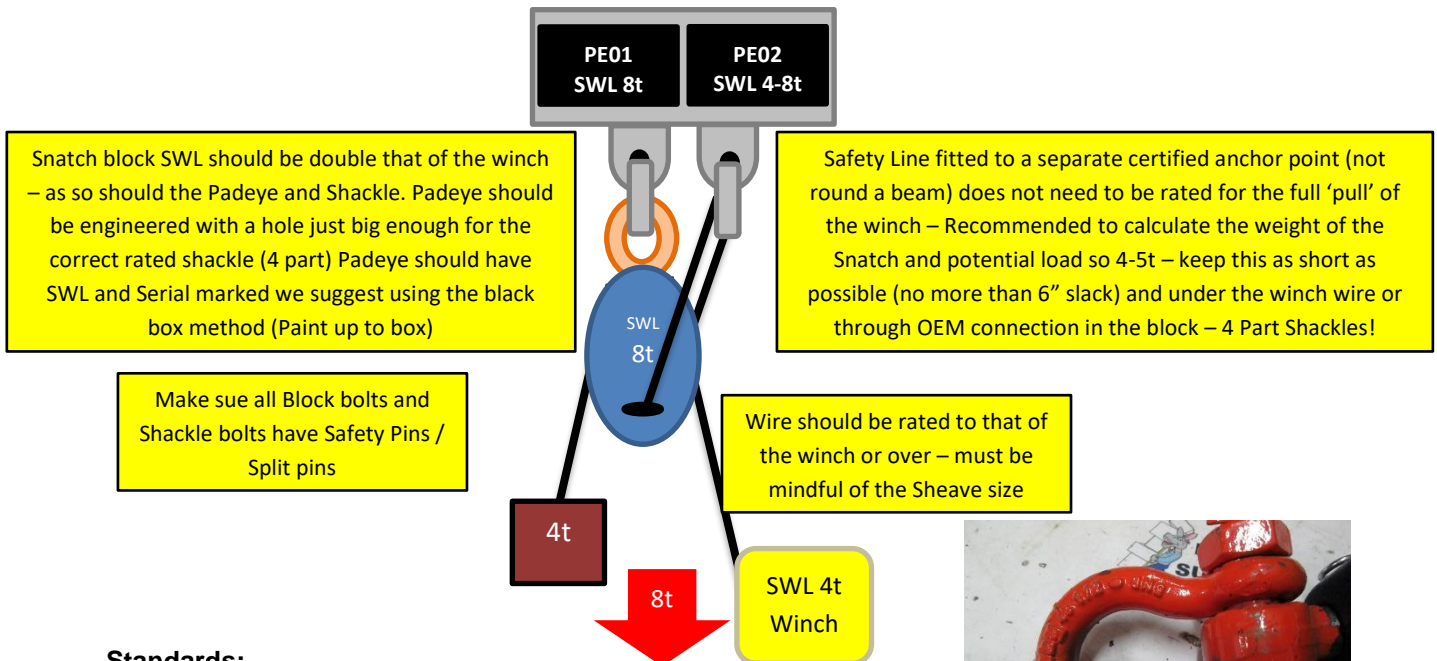 PE01
SWL 8t
PE02
SWL 4-8t
Snatch block SWL should be double that of the winch
– as so should the Padeye and Shackle. Padeye should
be engineered with a hole just big enough for the
correct rated shackle (4 part) Padeye should have
SWL and Serial marked we suggest using the black
box method (Paint up to box)
Safety Line fitted to a separate certified anchor point (not
round a beam) does not need to be rated for the full ‘pull’ of
the winch – Recommended to calculate the weight of the
Snatch and potential load so 4-5t – keep this as short as
possible (no more than 6” slack) and under the winch wire or
through OEM connection in the block – 4 Part Shackles!
SWL
8t
Make sue all Block bolts and
Shackle bolts have Safety Pins /
Split pins
Wire should be rated to that of
the winch or over – must be
mindful of the Sheave size
4t
8t
SWL 4t
Winch
Standards: